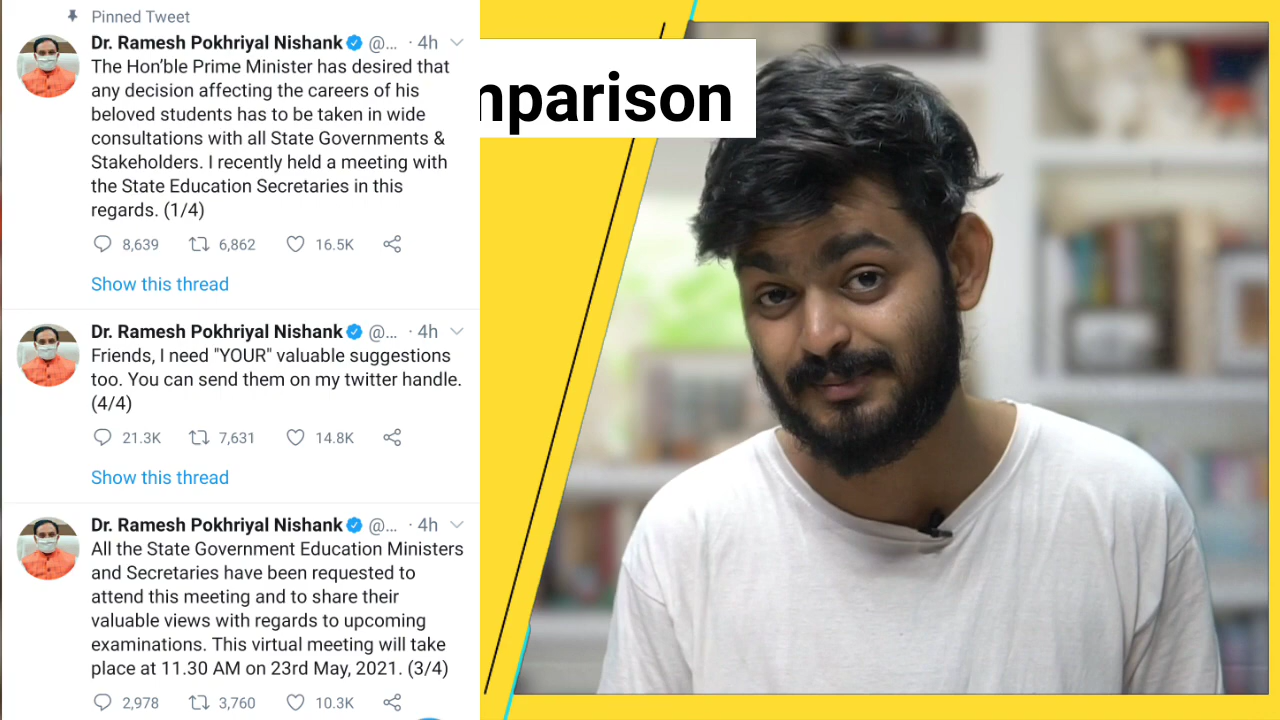 Pinned Tweet
Dr. Ramesh Pokhriyal Nishank @... · 4h
The Hon'ble Prime Minister has desired that
any decision affecting the careers of his
beloved students has to be taken in wide
consultations with all State Governments &
Stakeholders. I recently held a meeting with
the State Education Secretaries in this
regards. (1/4)
8,639 6,862 16.5K
Show this thread
Dr. Ramesh Pokhriyal Nishank @... · 4h
Friends, I need "YOUR" valuable suggestions
too. You can send them on my twitter handle.
(4/4)
21.3K 7,631 14.8K
Show this thread
Dr. Ramesh Pokhriyal Nishank @... · 4h
All the State Government Education Ministers
and Secretaries have been requested to
attend this meeting and to share their
valuable views with regards to upcoming
examinations. This virtual meeting will take
place at 11.30 AM on 23rd May, 2021. (3/4)
2,978 3,760 10.3K
mparison